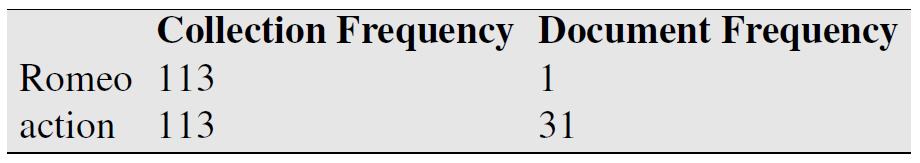 Collection Frequency Document Frequency
Romeo 113 1
action 113 31